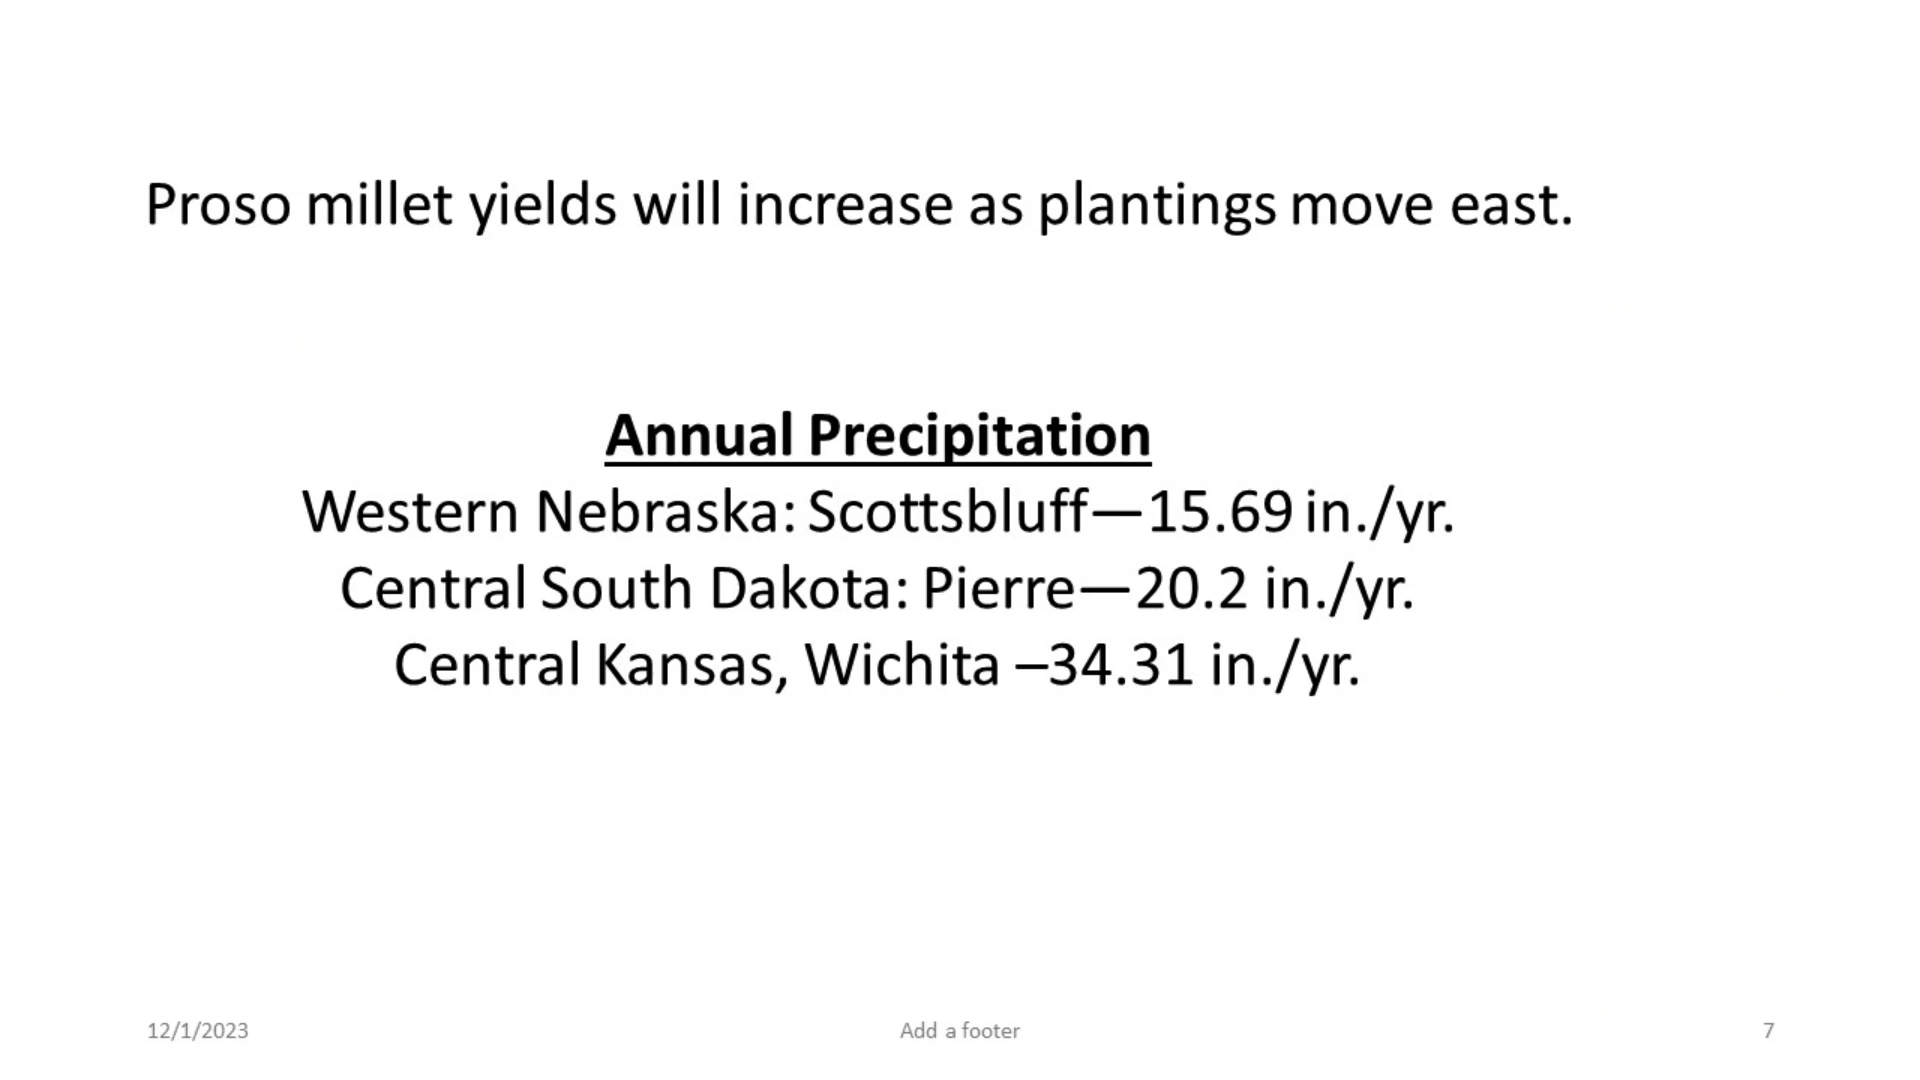 Proso millet yields will increase as plantings move east.
Annual Precipitation
Western Nebraska: Scottsbluff—15.69 in./yr.
Central South Dakota: Pierre—20.2 in./yr.
Central Kansas, Wichita –34.31 in./yr.
12/1/2023
Add a footer
7